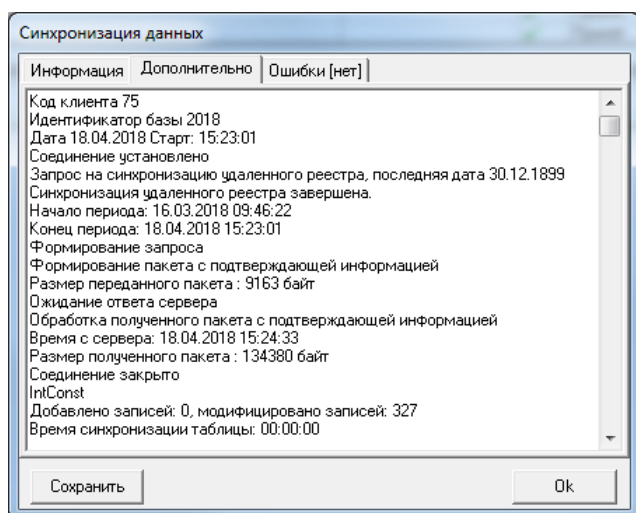 Синхронизация данных
Информация Дополнительно Ошибки [нет]
Код клиента 75
Идентификатор базы 2018
Дата 18.04.2018 Старт: 15:23:01
Соединение установлено
Запрос на синхронизацию удаленного реестра, последняя дата 30.12.1899
Синхронизация удаленного реестра завершена.
Начало периода: 16.03.2018 09:46:22
Конец периода: 18.04.2018 15:23:01
Формирование запроса
Формирование пакета с подтверждающей информацией
Размер переданного пакета : 9163 байт
Ожидание ответа сервера
Обработка полученного пакета с подтверждающей информацией
Время с сервера: 18.04.2018 15:24:33
Размер полученного пакета : 134380 байт
Соединение закрыто
IntConst
Добавлено записей: 0, модифицировано записей: 327
Время синхронизации таблицы: 00:00:00
Сохранить Ok